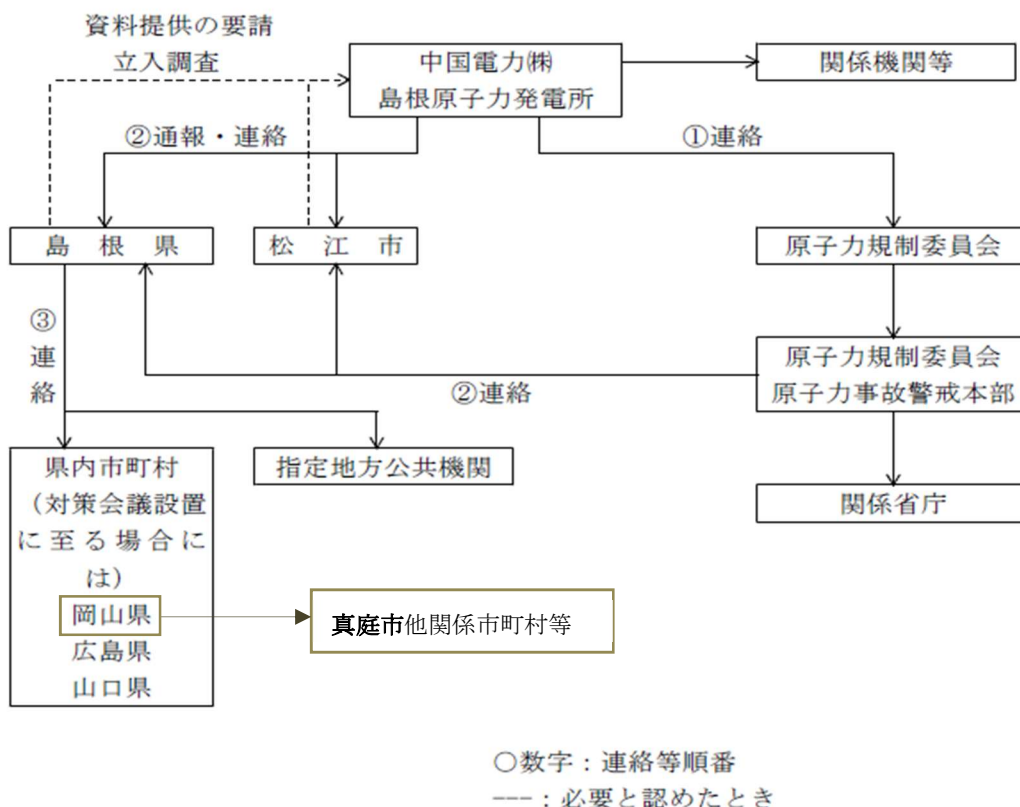 資料提供の要請
立入調査
中国電力㈱
島根原子力発電所
関係機関等
②通報・連絡
①連絡
島根県
松江市
原子力規制委員会
③連絡
原子力規制委員会
原子力事故警戒本部
②連絡
県内市町村
（対策会議設置
に至る場合に
は）
岡山県
広島県
山口県
指定地方公共機関
関係省庁
真庭市他関係市町村等
○数字：連絡等順番
---：必要と認めたとき